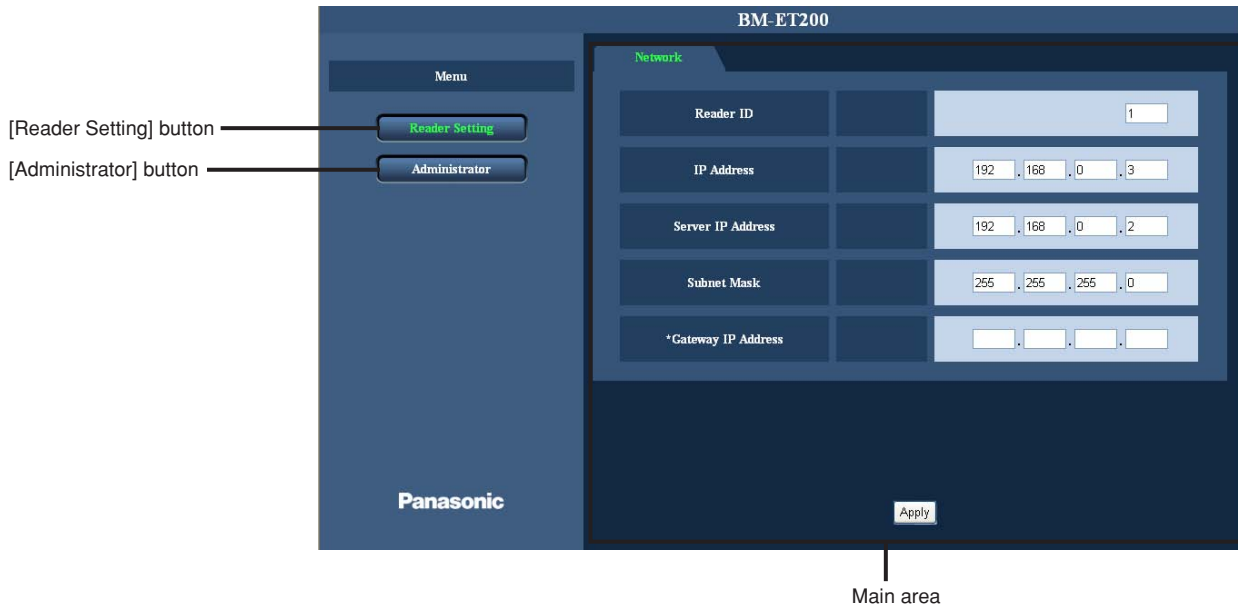 BM-ET200
Menu
[Reader Setting] button
Reader Setting
[Administrator] button
Administrator
Panasonic
Network
Reader ID 1
IP Address 192 . 168 . 0 . 3
Server IP Address 192 . 168 . 0 . 2
Subnet Mask 255 . 255 . 255 . 0
*Gateway IP Address . . .
Apply
Main area